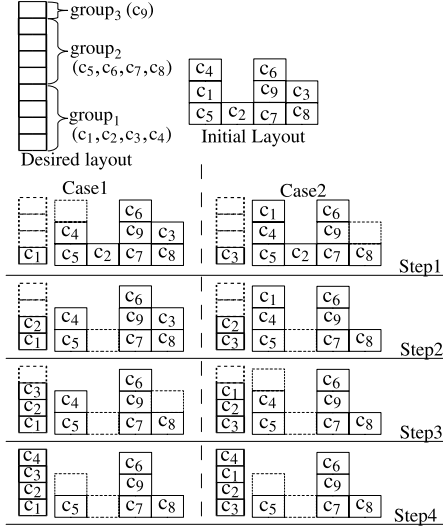 group3 (c9)
group2
(c5,c6,c7,c8)
group1
(c1,c2,c3,c4)
Desired layout
c4 c6
c1 c9 c3
c5 c2 c7 c8
Initial Layout
Case1
c6
c4 c9 c3
c1 c5 c2 c7 c8
Case2
c1 c6
c4 c9
c3 c5 c2 c7 c8
Step1
c6
c2 c4 c9 c3
c1 c5 c7 c8
c1 c6
c2 c4 c9
c3 c5 c7 c8
Step2
c3 c6
c2 c4 c9
c1 c5 c7 c8
c1 c6
c2 c4 c9
c3 c5 c7 c8
Step3
c4
c3 c6
c2 c9
c1 c5 c7 c8
c4
c1 c6
c2 c9
c3 c5 c7 c8
Step4